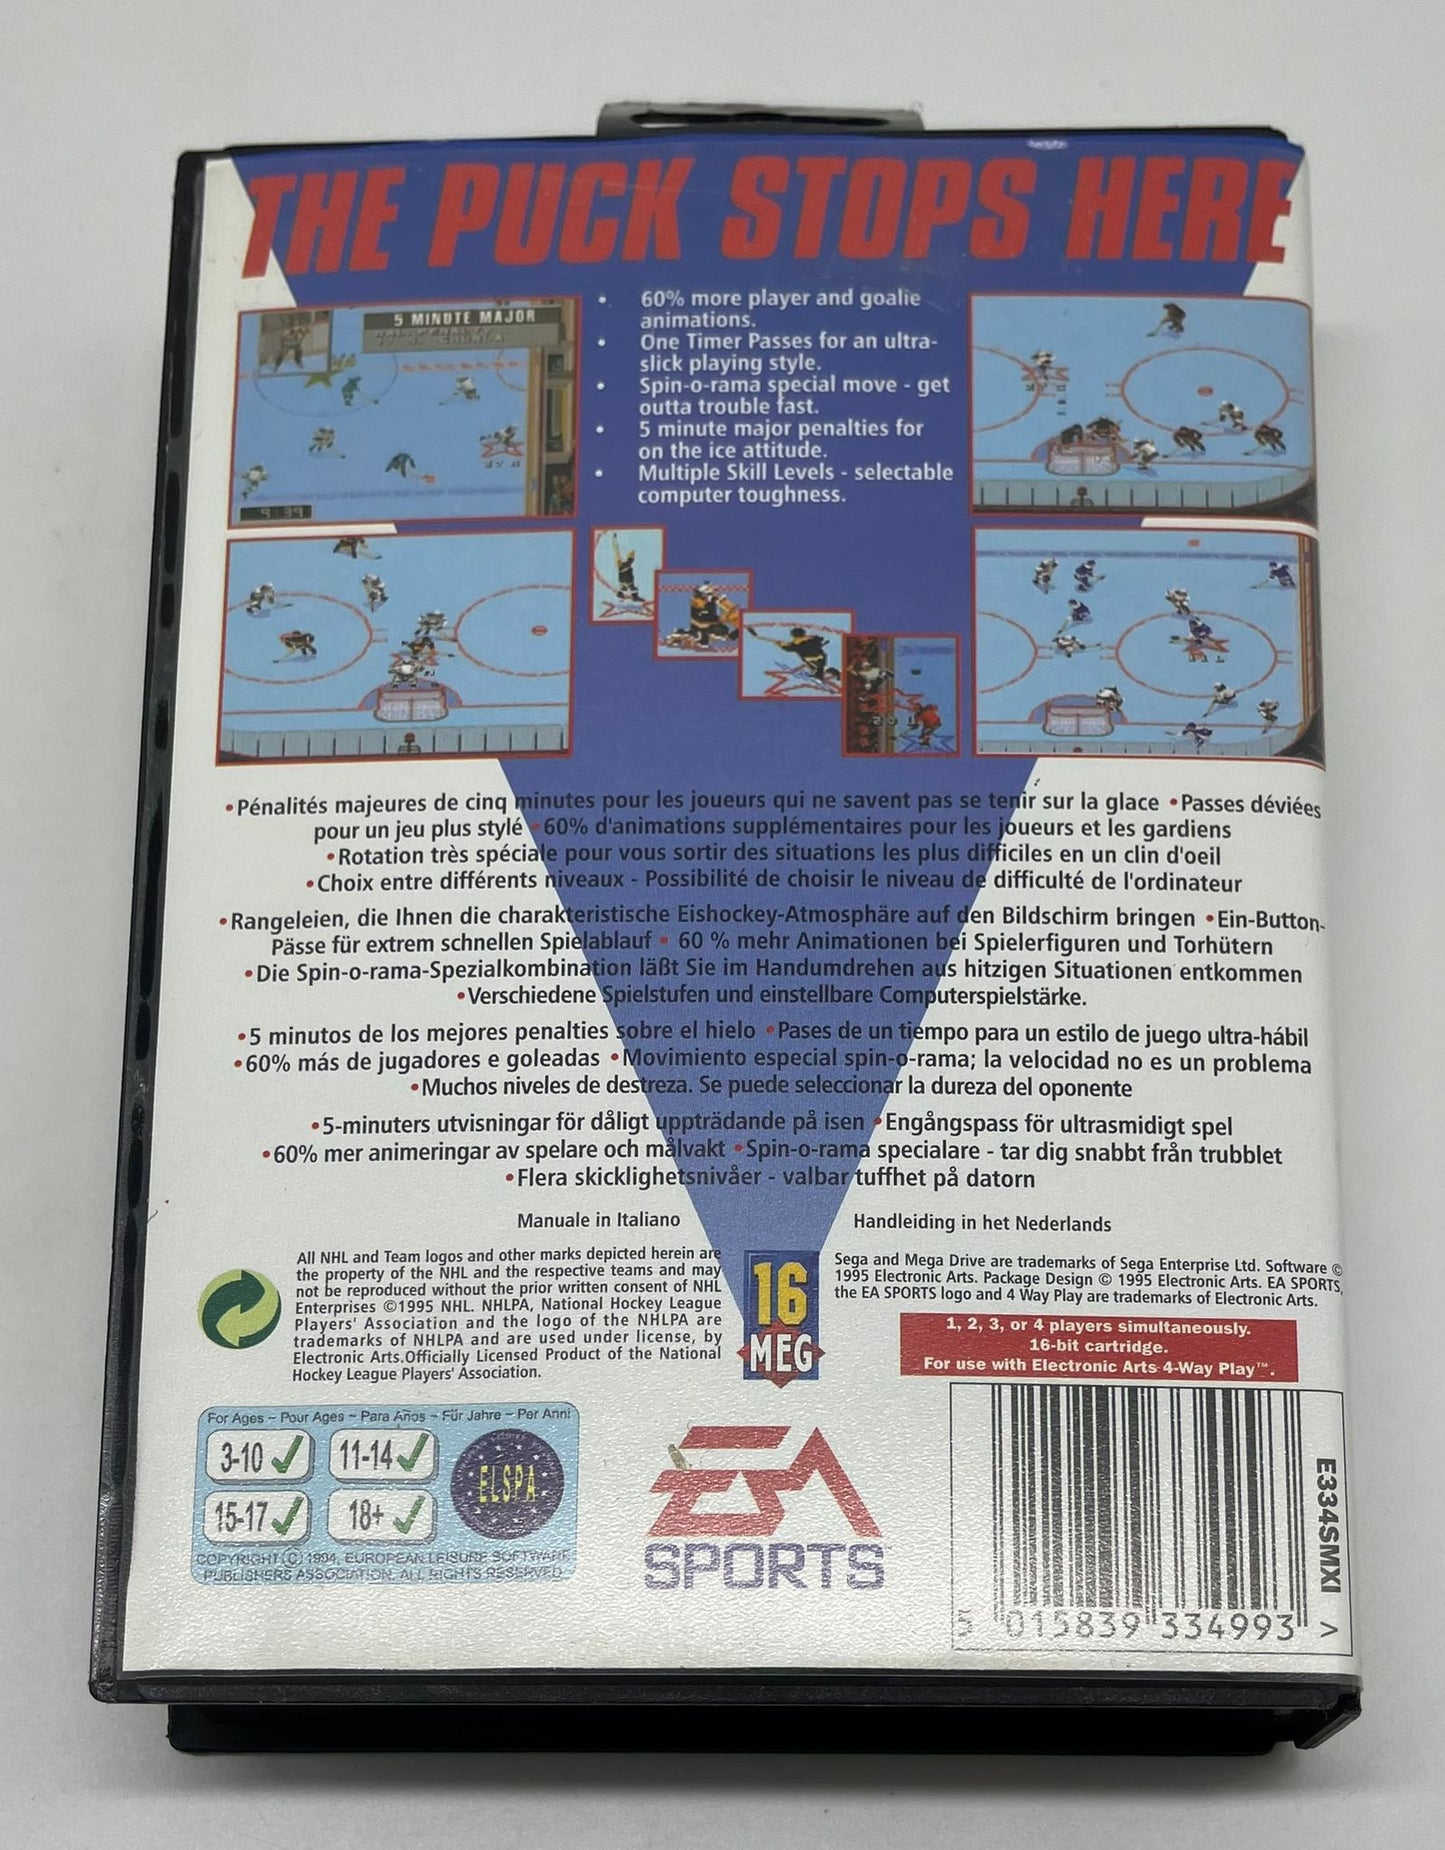 THE PUCK STOPS HERE
5 MINUTE MAJOR
9:39
• 60% more player and goalie
animations.
• One Timer Passes for an ultra-
slick playing style.
• Spin-o-rama special move - get
outta trouble fast.
• 5 minute major penalties for
on the ice attitude.
• Multiple Skill Levels - selectable
computer toughness.
•Pénalités majeures de cinq minutes pour les joueurs qui ne savent pas se tenir sur la glace •Passes déviées
pour un jeu plus stylé •60% d'animations supplémentaires pour les joueurs et les gardiens
•Rotation très spéciale pour vous sortir des situations les plus difficiles en un clin d'oeil
•Choix entre différents niveaux - Possibilité de choisir le niveau de difficulté de l'ordinateur
•Rangeleien, die Ihnen die charakteristische Eishockey-Atmosphäre auf den Bildschirm bringen •Ein-Button-
Pässe für extrem schnellen Spielablauf • 60 % mehr Animationen bei Spielerfiguren und Torhütern
•Die Spin-o-rama-Spezialkombination läßt Sie im Handumdrehen aus hitzigen Situationen entkommen
•Verschiedene Spielstufen und einstellbare Computerspielstärke.
•5 minutos de los mejores penalties sobre el hielo •Pases de un tiempo para un estilo de juego ultra-hábil
•60% más de jugadores e goleadas •Movimiento especial spin-o-rama; la velocidad no es un problema
•Muchos niveles de destreza. Se puede seleccionar la dureza del oponente
•5-minuters utvisningar för dåligt uppträdande på isen •Engångspass för ultrasmidigt spel
•60% mer animeringar av spelare och målvakt •Spin-o-rama specialare - tar dig snabbt från trubblet
•Flera skicklighetsnivåer - valbar tuffhet på datorn
Manuale in Italiano
Handleiding in het Nederlands
All NHL and Team logos and other marks depicted herein are
the property of the NHL and the respective teams and may
not be reproduced without the prior written consent of NHL
Enterprises ©1995 NHL. NHLPA, National Hockey League
Players' Association and the logo of the NHLPA are
trademarks of NHLPA and are used under license, by
Electronic Arts.Officially Licensed Product of the National
Hockey League Players' Association.
16
MEG
Sega and Mega Drive are trademarks of Sega Enterprise Ltd. Software ©
1995 Electronic Arts. Package Design © 1995 Electronic Arts. EA SPORTS,
the EA SPORTS logo and 4 Way Play are trademarks of Electronic Arts.
1, 2, 3, or 4 players simultaneously.
16-bit cartridge.
For use with Electronic Arts 4-Way Play™.
For Ages – Pour Ages – Para Años – Für Jahre – Per Anni
3-10 ✓ 11-14 ✓
15-17 ✓ 18+ ✓
ELSPA
COPYRIGHT (C) 1994, EUROPEAN LEISURE SOFTWARE
PUBLISHERS ASSOCIATION, ALL RIGHTS RESERVED
EA
SPORTS
E334SMXI
5 015839 334993 >